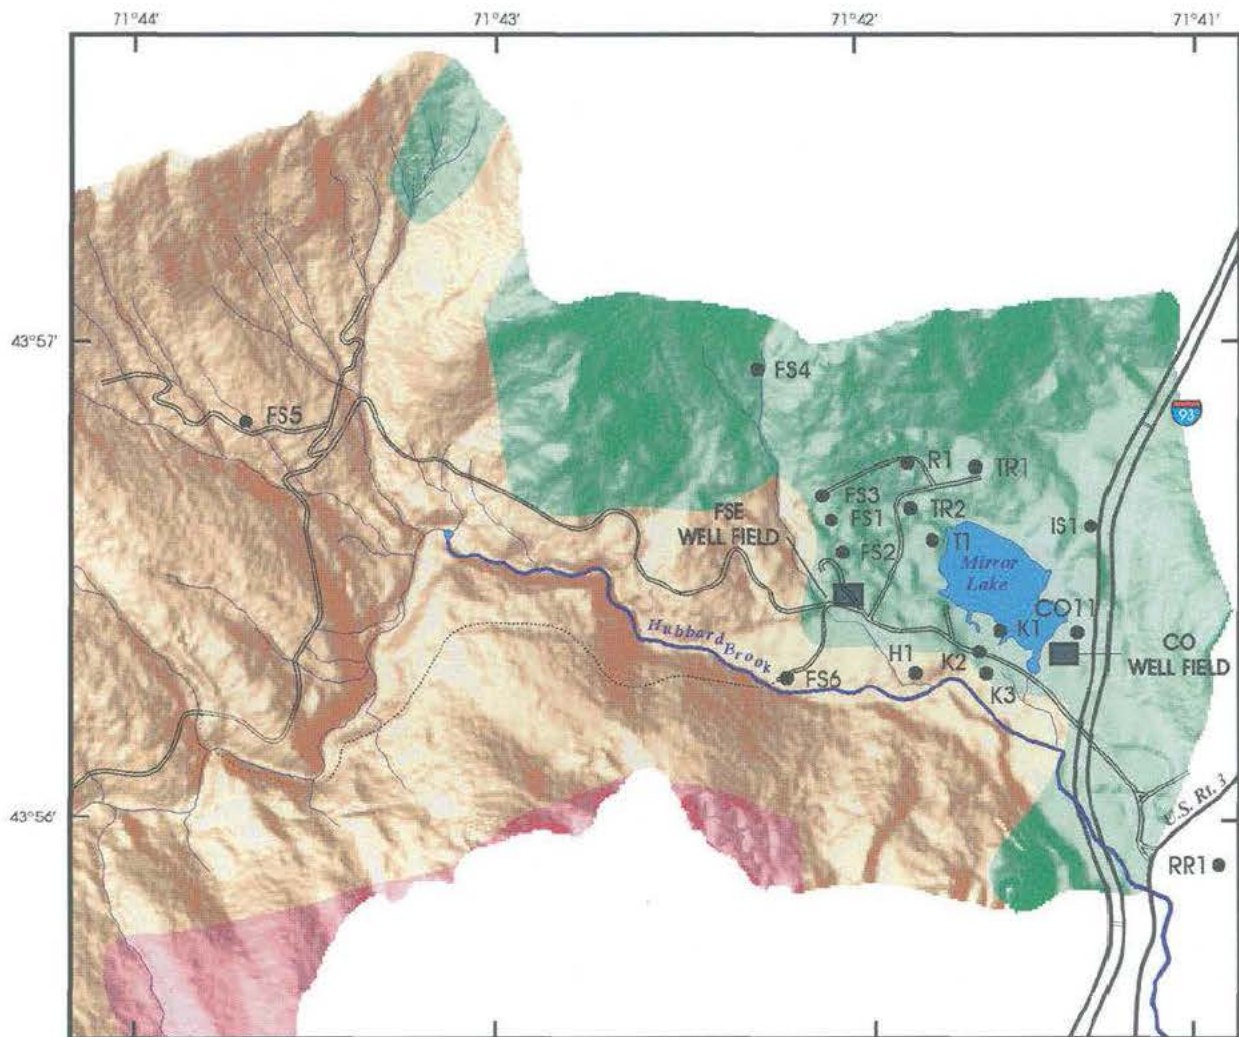 71°44'
71°43'
71°42'
71°41'
43°57'
FS4
93
FS5
R1
TR1
FS3
TR2
FSE
WELL FIELD
FS1
IS1
FS2
T1
Mirror
Lake
CO11
K1
Hubbard Brook
CO
WELL FIELD
H1
K2
FS6
K3
43°56'
U.S. Rt. 3
RR1